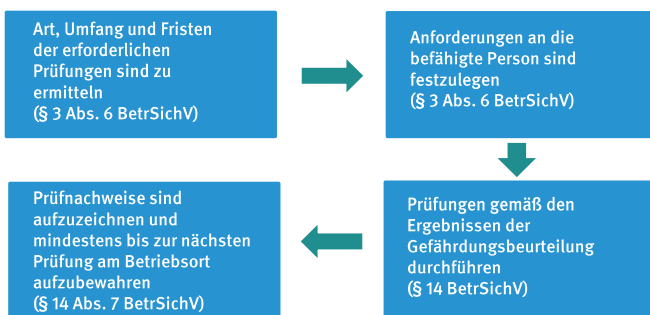 Art, Umfang und Fristen
der erforderlichen
Prüfungen sind zu
ermitteln
(§ 3 Abs. 6 BetrSichV)
Anforderungen an die
befähigte Person sind
festzulegen
(§ 3 Abs. 6 BetrSichV)
Prüfungen gemäß den
Ergebnissen der
Gefährdungsbeurteilung
durchführen
(§ 14 BetrSichV)
Prüfnachweise sind
aufzuzeichnen und
mindestens bis zur nächsten
Prüfung am Betriebsort
aufzubewahren
(§ 14 Abs. 7 BetrSichV)